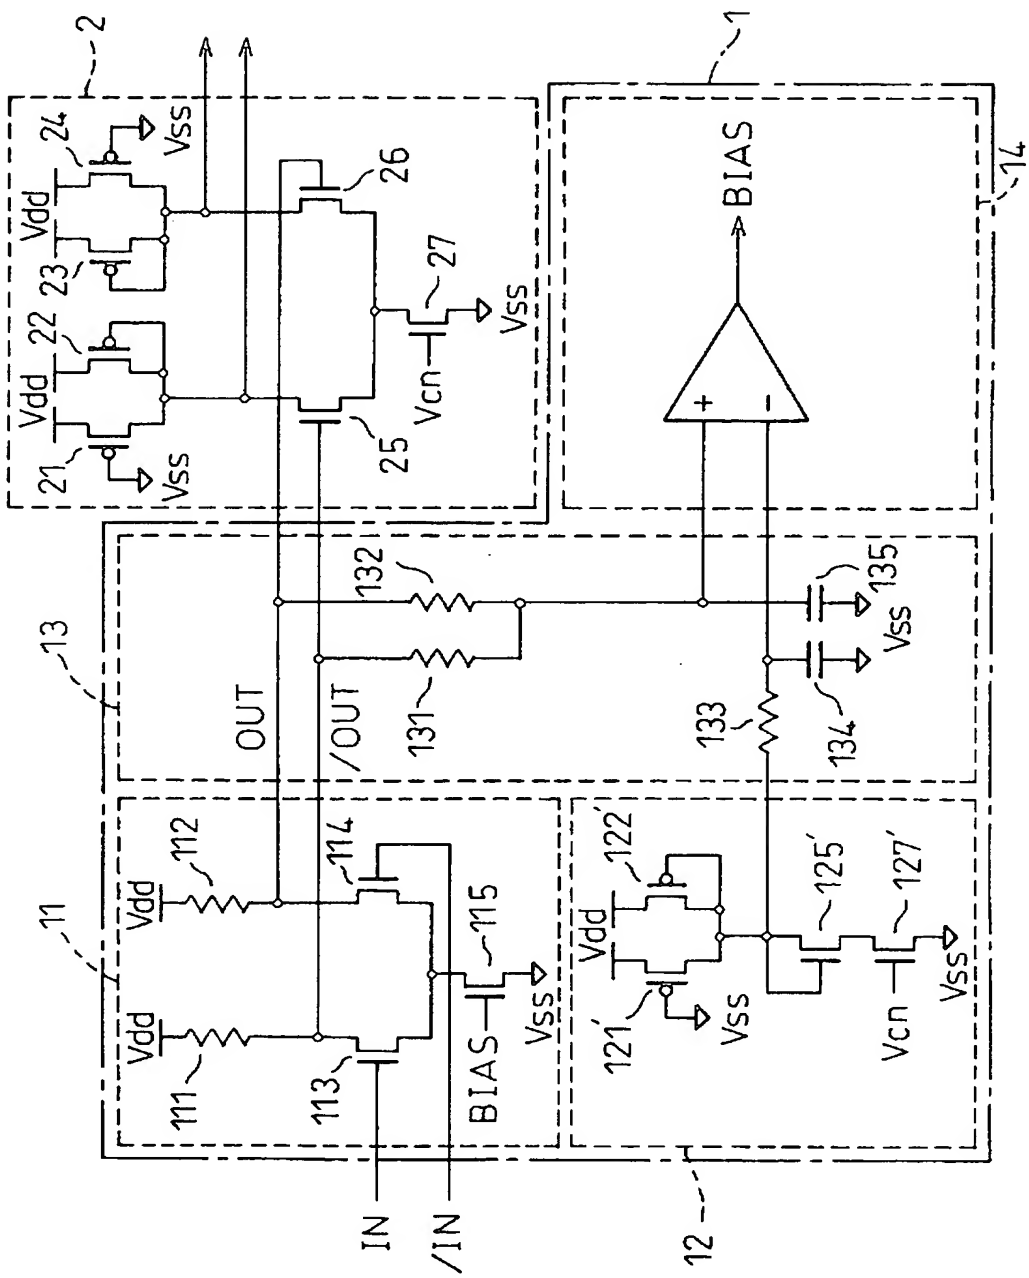 11
Vdd
Vdd
111
112
113
114
BIAS
115
Vss
IN
/IN
13
OUT
/OUT
131
132
133
134
135
Vss
2
Vdd
Vdd
21
22
23
24
Vss
Vss
25
26
Vcn
27
Vss
12
Vdd
121'
122'
Vss
125'
Vcn
127'
Vss
1
+
-
BIAS
14